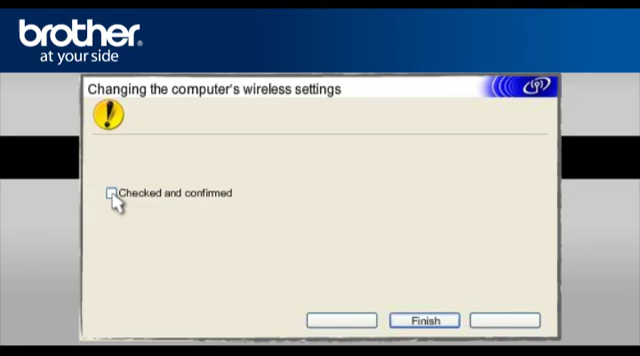 brother
at your side
Changing the computer's wireless settings
Checked and confirmed
Finish